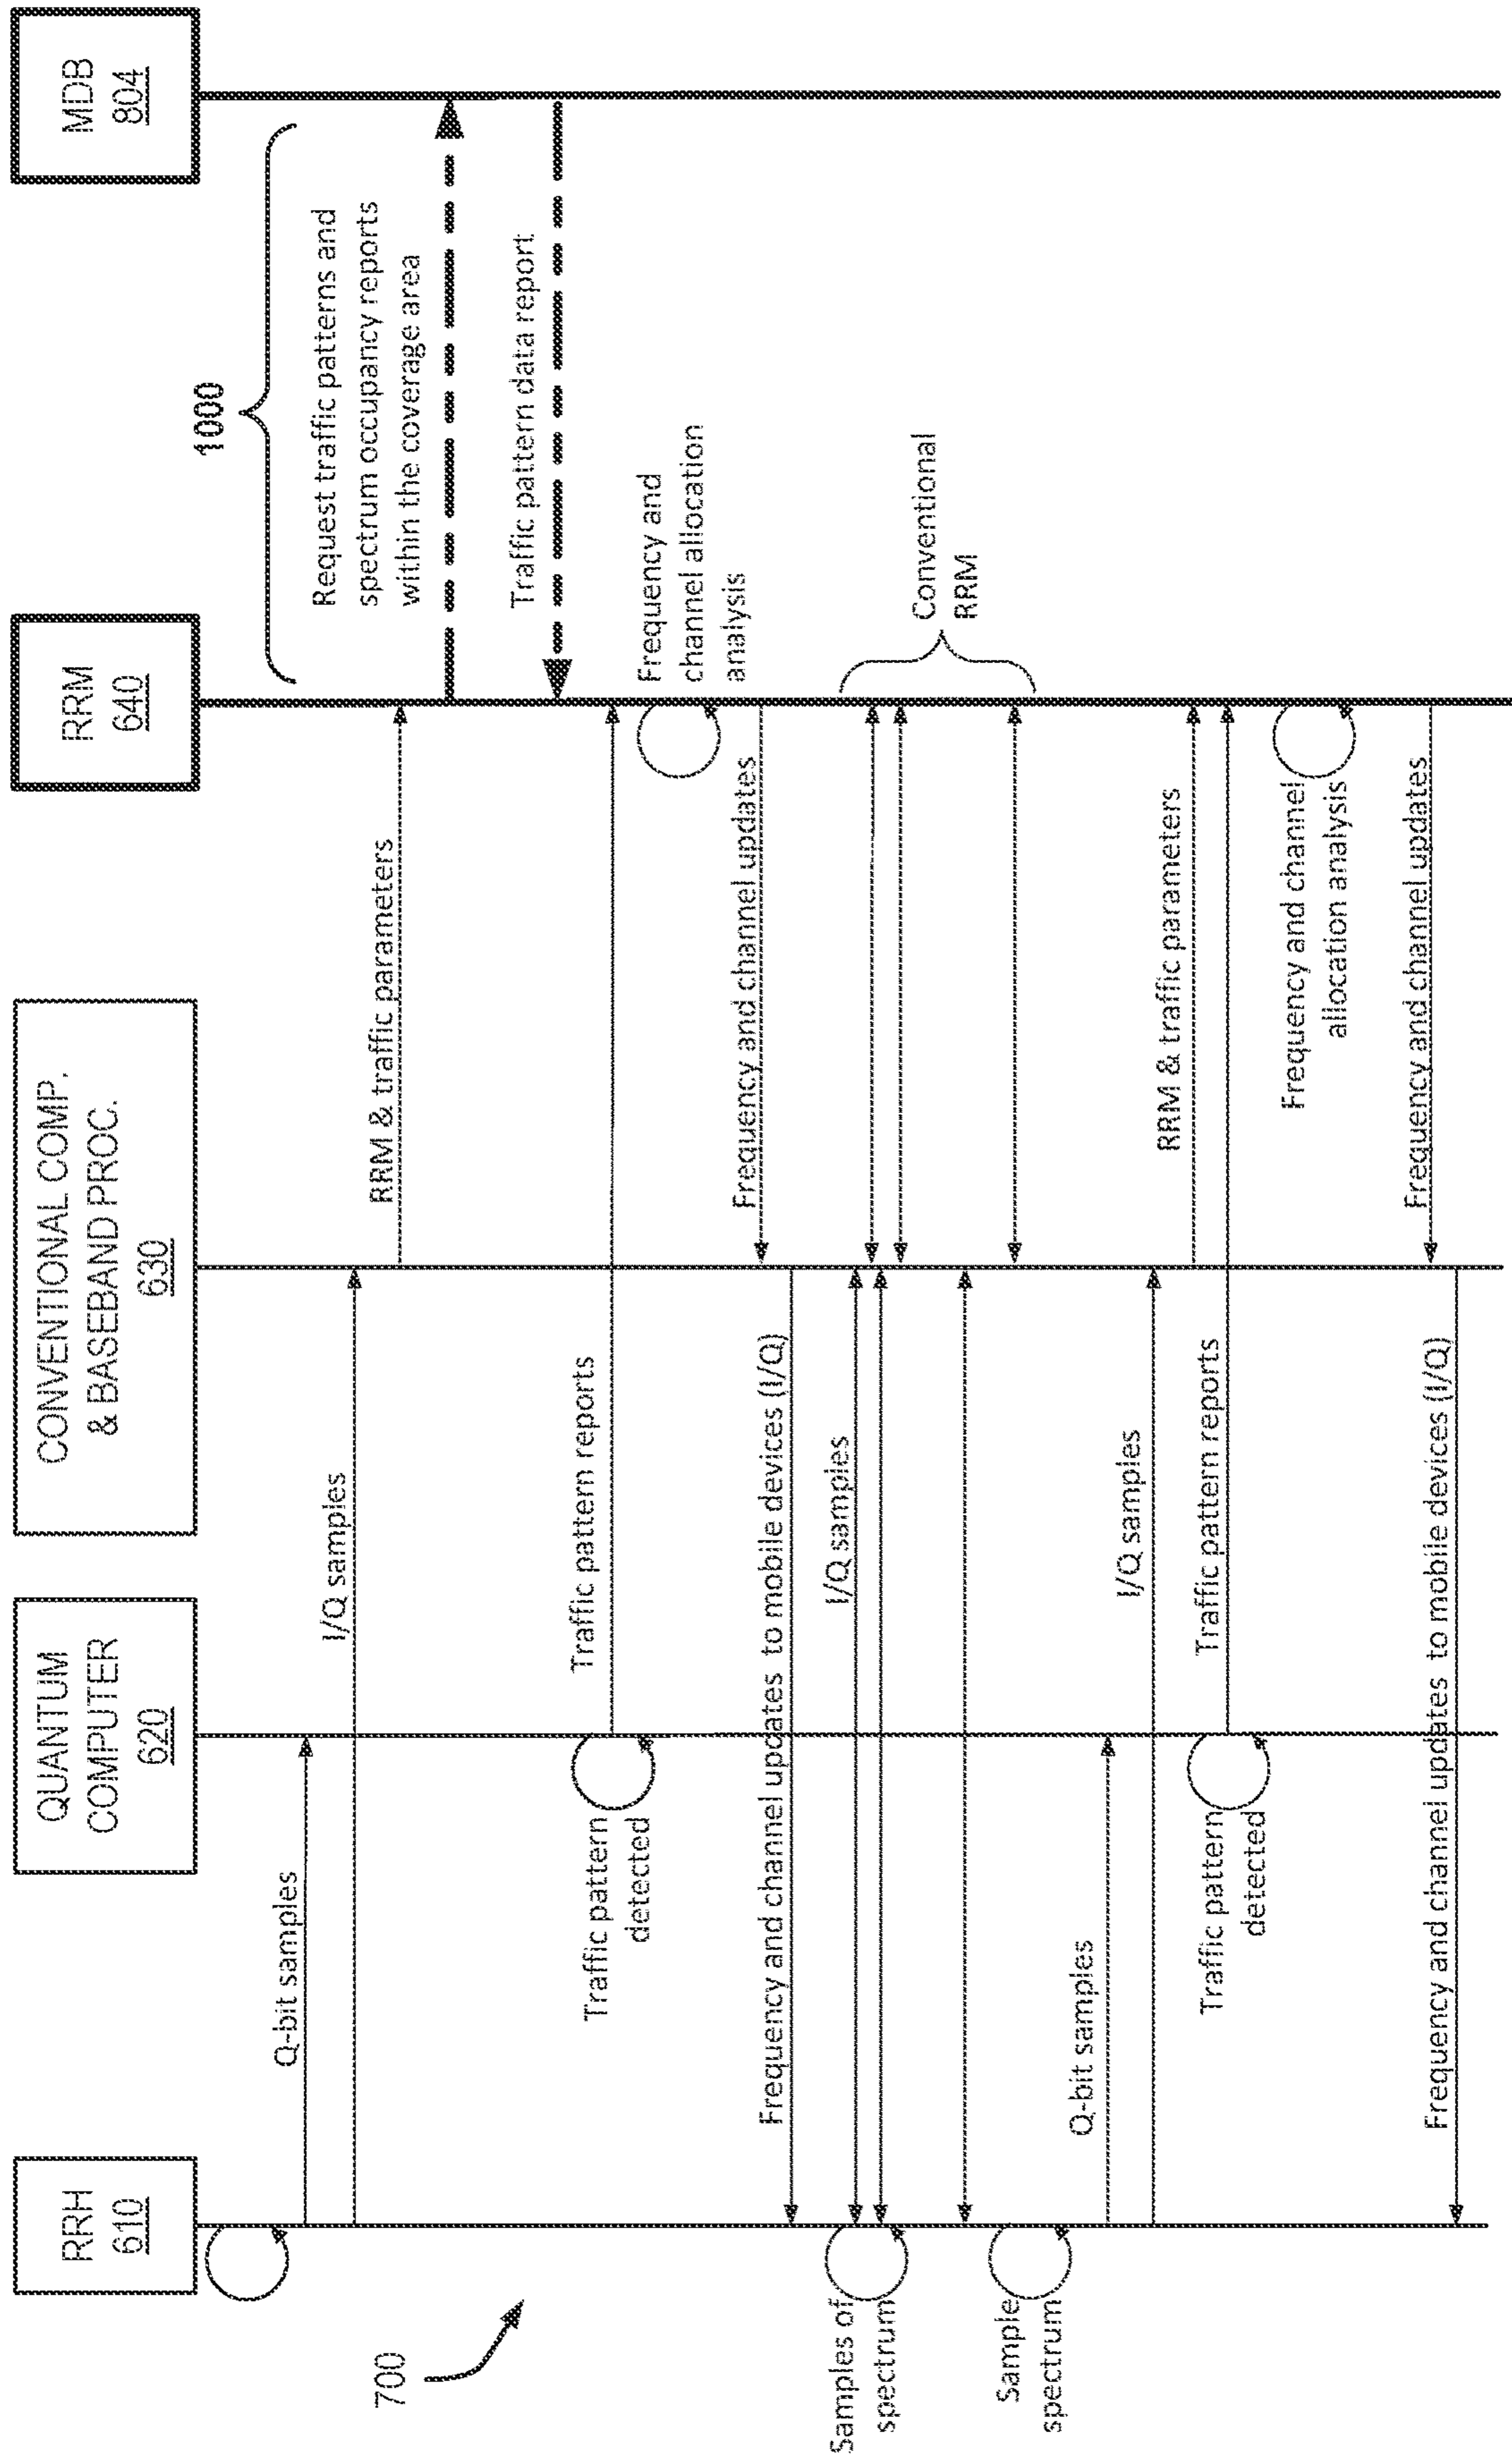 RRH
610
QUANTUM
COMPUTER
620
CONVENTIONAL COMP.
& BASEBAND PROC.
630
RRM
640
MDB
804
1000
Request traffic patterns and
spectrum occupancy reports
within the coverage area
Q-bit samples
I/Q samples
RRM & traffic parameters
700
Traffic pattern data report
Traffic pattern
detected
Traffic pattern reports
Frequency and
channel allocation
analysis
Frequency and channel updates
Frequency and channel updates to mobile devices (I/Q)
Samples of
spectrum
I/Q samples
Conventional
RRM
Sample
spectrum
Q-bit samples
I/Q samples
RRM & traffic parameters
Traffic pattern
detected
Traffic pattern reports
Frequency and channel
allocation analysis
Frequency and channel updates
Frequency and channel updates to mobile devices (I/Q)